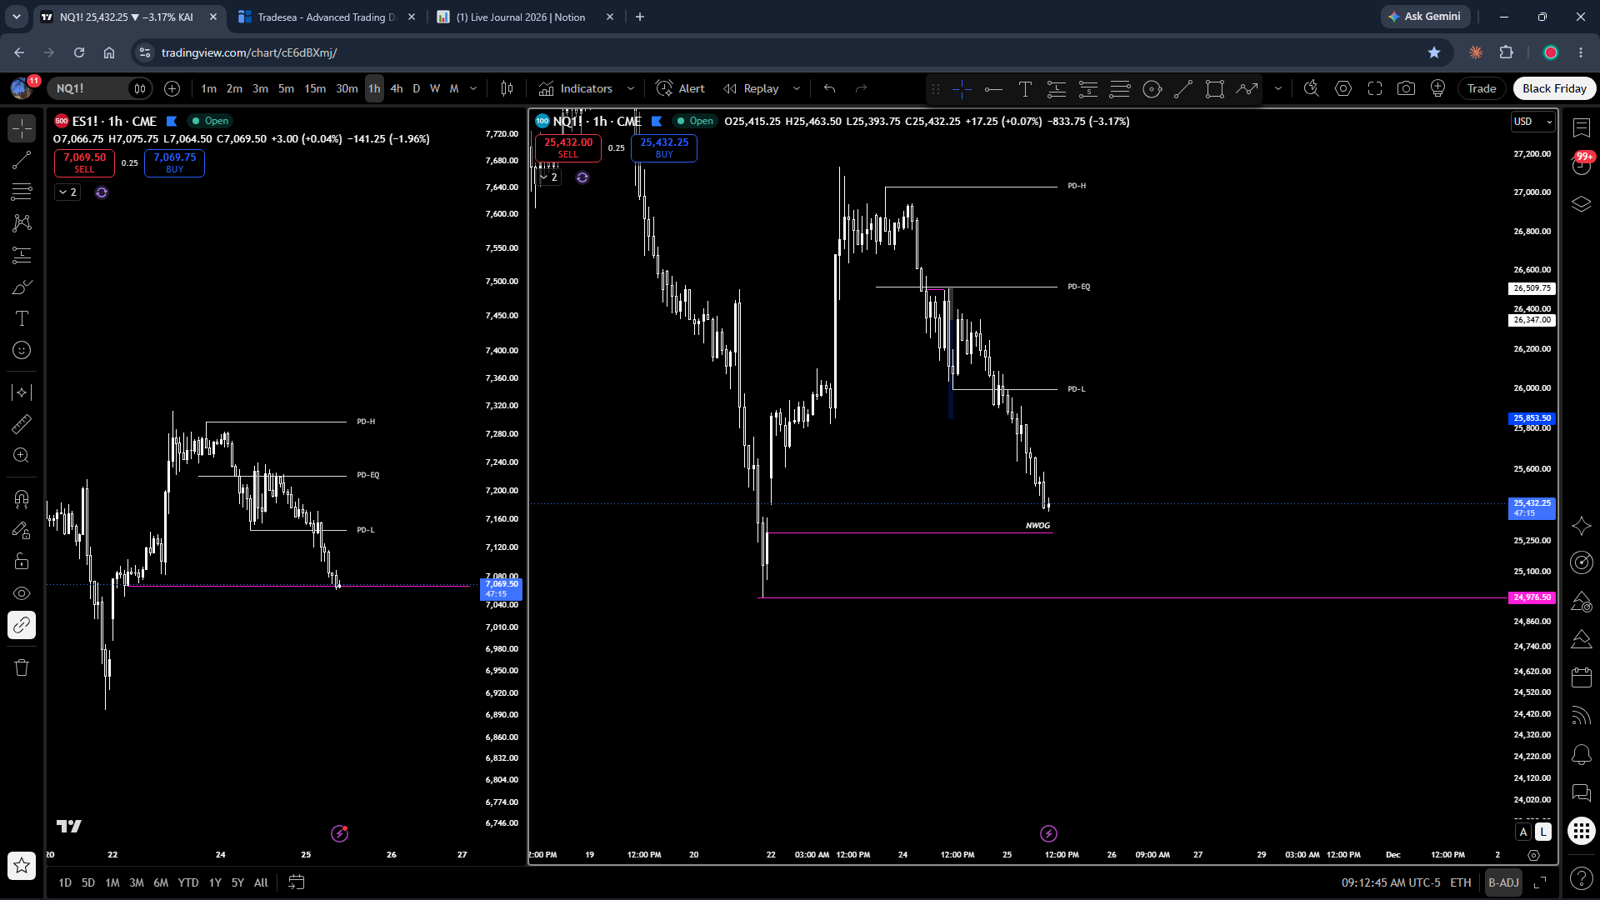 NQ1! 25,432.25 ▼ −3.17% KAI
Tradesea - Advanced Trading D
(1) Live Journal 2026 | Notion
Ask Gemini
tradingview.com/chart/cE6dBXmj/
11
NQ1!
1m 2m 3m 5m 15m 30m 1h 4h D W M
Indicators
Alert
Replay
Trade
Black Friday
500 ES1! · 1h · CME Open
O7,066.75 H7,075.75 L7,064.50 C7,069.50 +3.00 (+0.04%) −141.25 (−1.96%)
7,069.50 SELL
0.25
7,069.75 BUY
2
PD-H
PD-EQ
PD-L
7,720.00
7,680.00
7,640.00
7,600.00
7,550.00
7,500.00
7,450.00
7,400.00
7,360.00
7,320.00
7,280.00
7,240.00
7,200.00
7,160.00
7,120.00
7,080.00
7,069.50
47:15
7,040.00
7,010.00
6,980.00
6,950.00
6,920.00
6,890.00
6,860.00
6,832.00
6,804.00
6,774.00
6,746.00
20 22 24 25 26 27
100 NQ1! · 1h · CME Open O25,415.25 H25,463.50 L25,393.75 C25,432.25 +17.25 (+0.07%) −833.75 (−3.17%)
25,432.00 SELL
0.25
25,432.25 BUY
2
USD
PD-H
PD-EQ
PD-L
NWOG
27,200.00
27,000.00
26,800.00
26,600.00
26,509.75
26,400.00
26,347.00
26,200.00
26,000.00
25,853.50
25,800.00
25,600.00
25,432.25
47:15
25,250.00
25,100.00
24,976.50
24,860.00
24,740.00
24,620.00
24,520.00
24,420.00
24,320.00
24,220.00
24,120.00
24,020.00
A L
2:00 PM 19 12:00 PM 20 22 03:00 AM 12:00 PM 24 12:00 PM 25 12:00 PM 26 09:00 AM 27 29 03:00 AM 12:00 PM Dec 12:00 PM 2
99+
1D 5D 1M 3M 6M YTD 1Y 5Y All
09:12:45 AM UTC-5 ETH B-ADJ